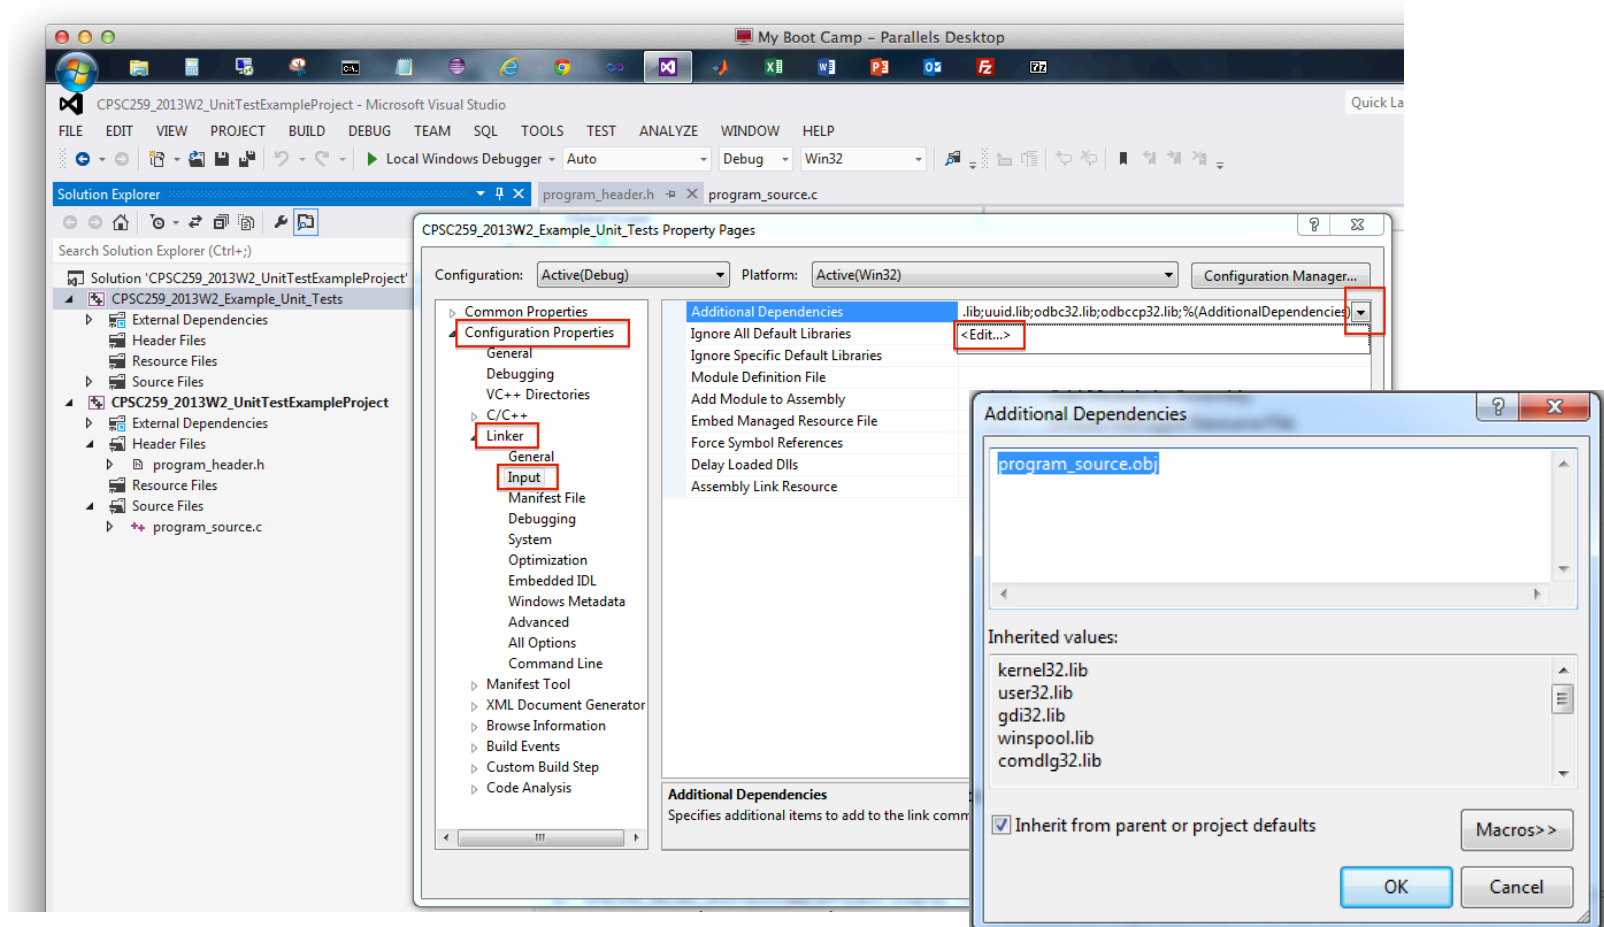 My Boot Camp – Parallels Desktop
CPSC259_2013W2_UnitTestExampleProject - Microsoft Visual Studio
Quick La
FILE EDIT VIEW PROJECT BUILD DEBUG TEAM SQL TOOLS TEST ANALYZE WINDOW HELP
Local Windows Debugger Auto Debug Win32
Solution Explorer
program_header.h program_source.c
Search Solution Explorer (Ctrl+;)
Solution 'CPSC259_2013W2_UnitTestExampleProject'
CPSC259_2013W2_Example_Unit_Tests
External Dependencies
Header Files
Resource Files
Source Files
CPSC259_2013W2_UnitTestExampleProject
External Dependencies
Header Files
program_header.h
Resource Files
Source Files
program_source.c
CPSC259_2013W2_Example_Unit_Tests Property Pages
Configuration: Active(Debug) Platform: Active(Win32) Configuration Manager...
Common Properties
Configuration Properties
General
Debugging
VC++ Directories
C/C++
Linker
General
Input
Manifest File
Debugging
System
Optimization
Embedded IDL
Windows Metadata
Advanced
All Options
Command Line
Manifest Tool
XML Document Generator
Browse Information
Build Events
Custom Build Step
Code Analysis
Additional Dependencies .lib;uuid.lib;odbc32.lib;odbccp32.lib;%(AdditionalDependencies)
Ignore All Default Libraries <Edit...>
Ignore Specific Default Libraries
Module Definition File
Add Module to Assembly
Embed Managed Resource File
Force Symbol References
Delay Loaded Dlls
Assembly Link Resource
Additional Dependencies
Specifies additional items to add to the link comm
Additional Dependencies
program_source.obj
Inherited values:
kernel32.lib
user32.lib
gdi32.lib
winspool.lib
comdlg32.lib
Inherit from parent or project defaults
Macros>>
OK Cancel